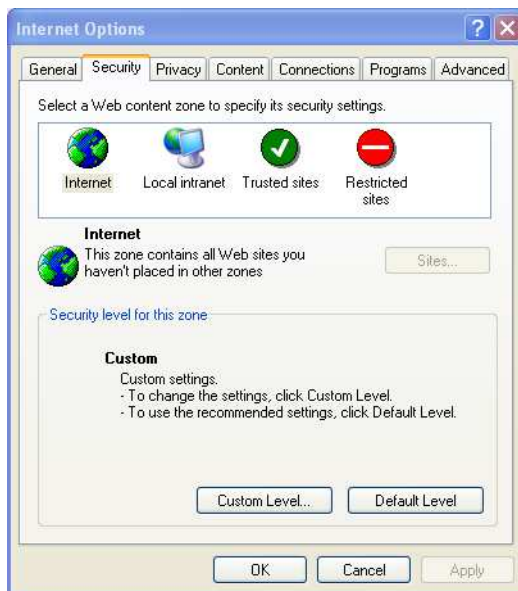 Internet Options
General Security Privacy Content Connections Programs Advanced
Select a Web content zone to specify its security settings.
Internet Local intranet Trusted sites Restricted
sites
Internet
This zone contains all Web sites you
haven't placed in other zones
Sites...
Security level for this zone
Custom
Custom settings.
- To change the settings, click Custom Level.
- To use the recommended settings, click Default Level.
Custom Level... Default Level
OK Cancel Apply